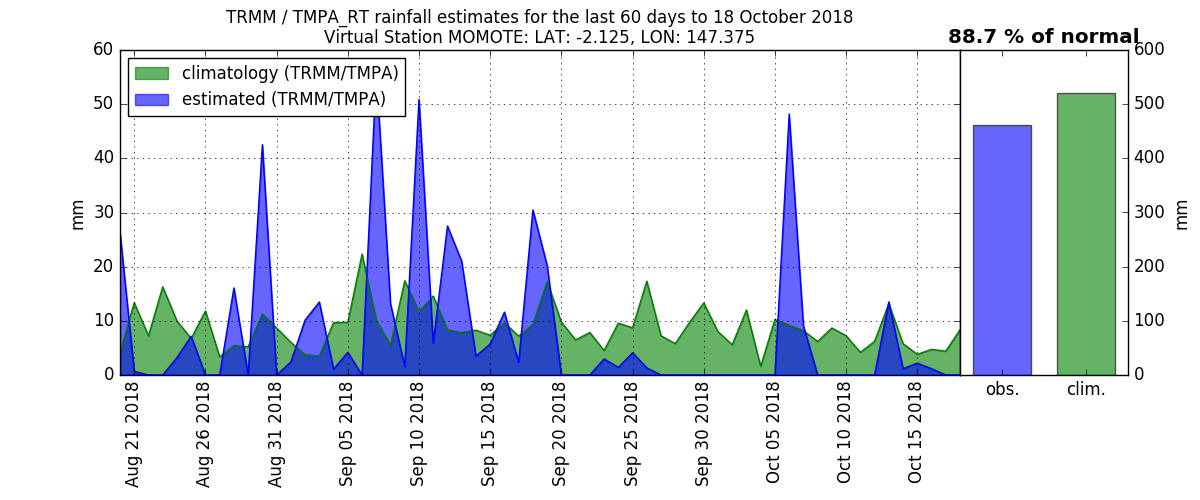 TRMM / TMPA_RT rainfall estimates for the last 60 days to 18 October 2018
Virtual Station MOMOTE: LAT: -2.125, LON: 147.375
88.7 % of normal
climatology (TRMM/TMPA)
estimated (TRMM/TMPA)
mm
60
50
40
30
20
10
0
Aug 21 2018
Aug 26 2018
Aug 31 2018
Sep 05 2018
Sep 10 2018
Sep 15 2018
Sep 20 2018
Sep 25 2018
Sep 30 2018
Oct 05 2018
Oct 10 2018
Oct 15 2018
obs.
clim.
600
500
400
300
200
100
0
mm